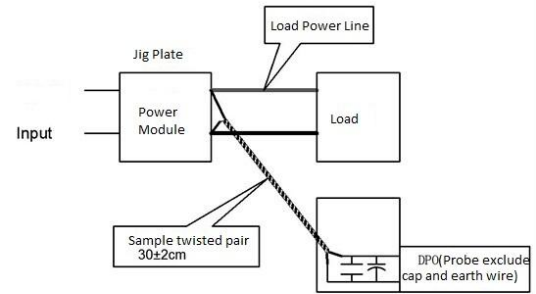 Load Power Line
Jig Plate
Input
Power
Module
Load
Sample twisted pair
30±2cm
DPO(Probe exclude
cap and earth wire)